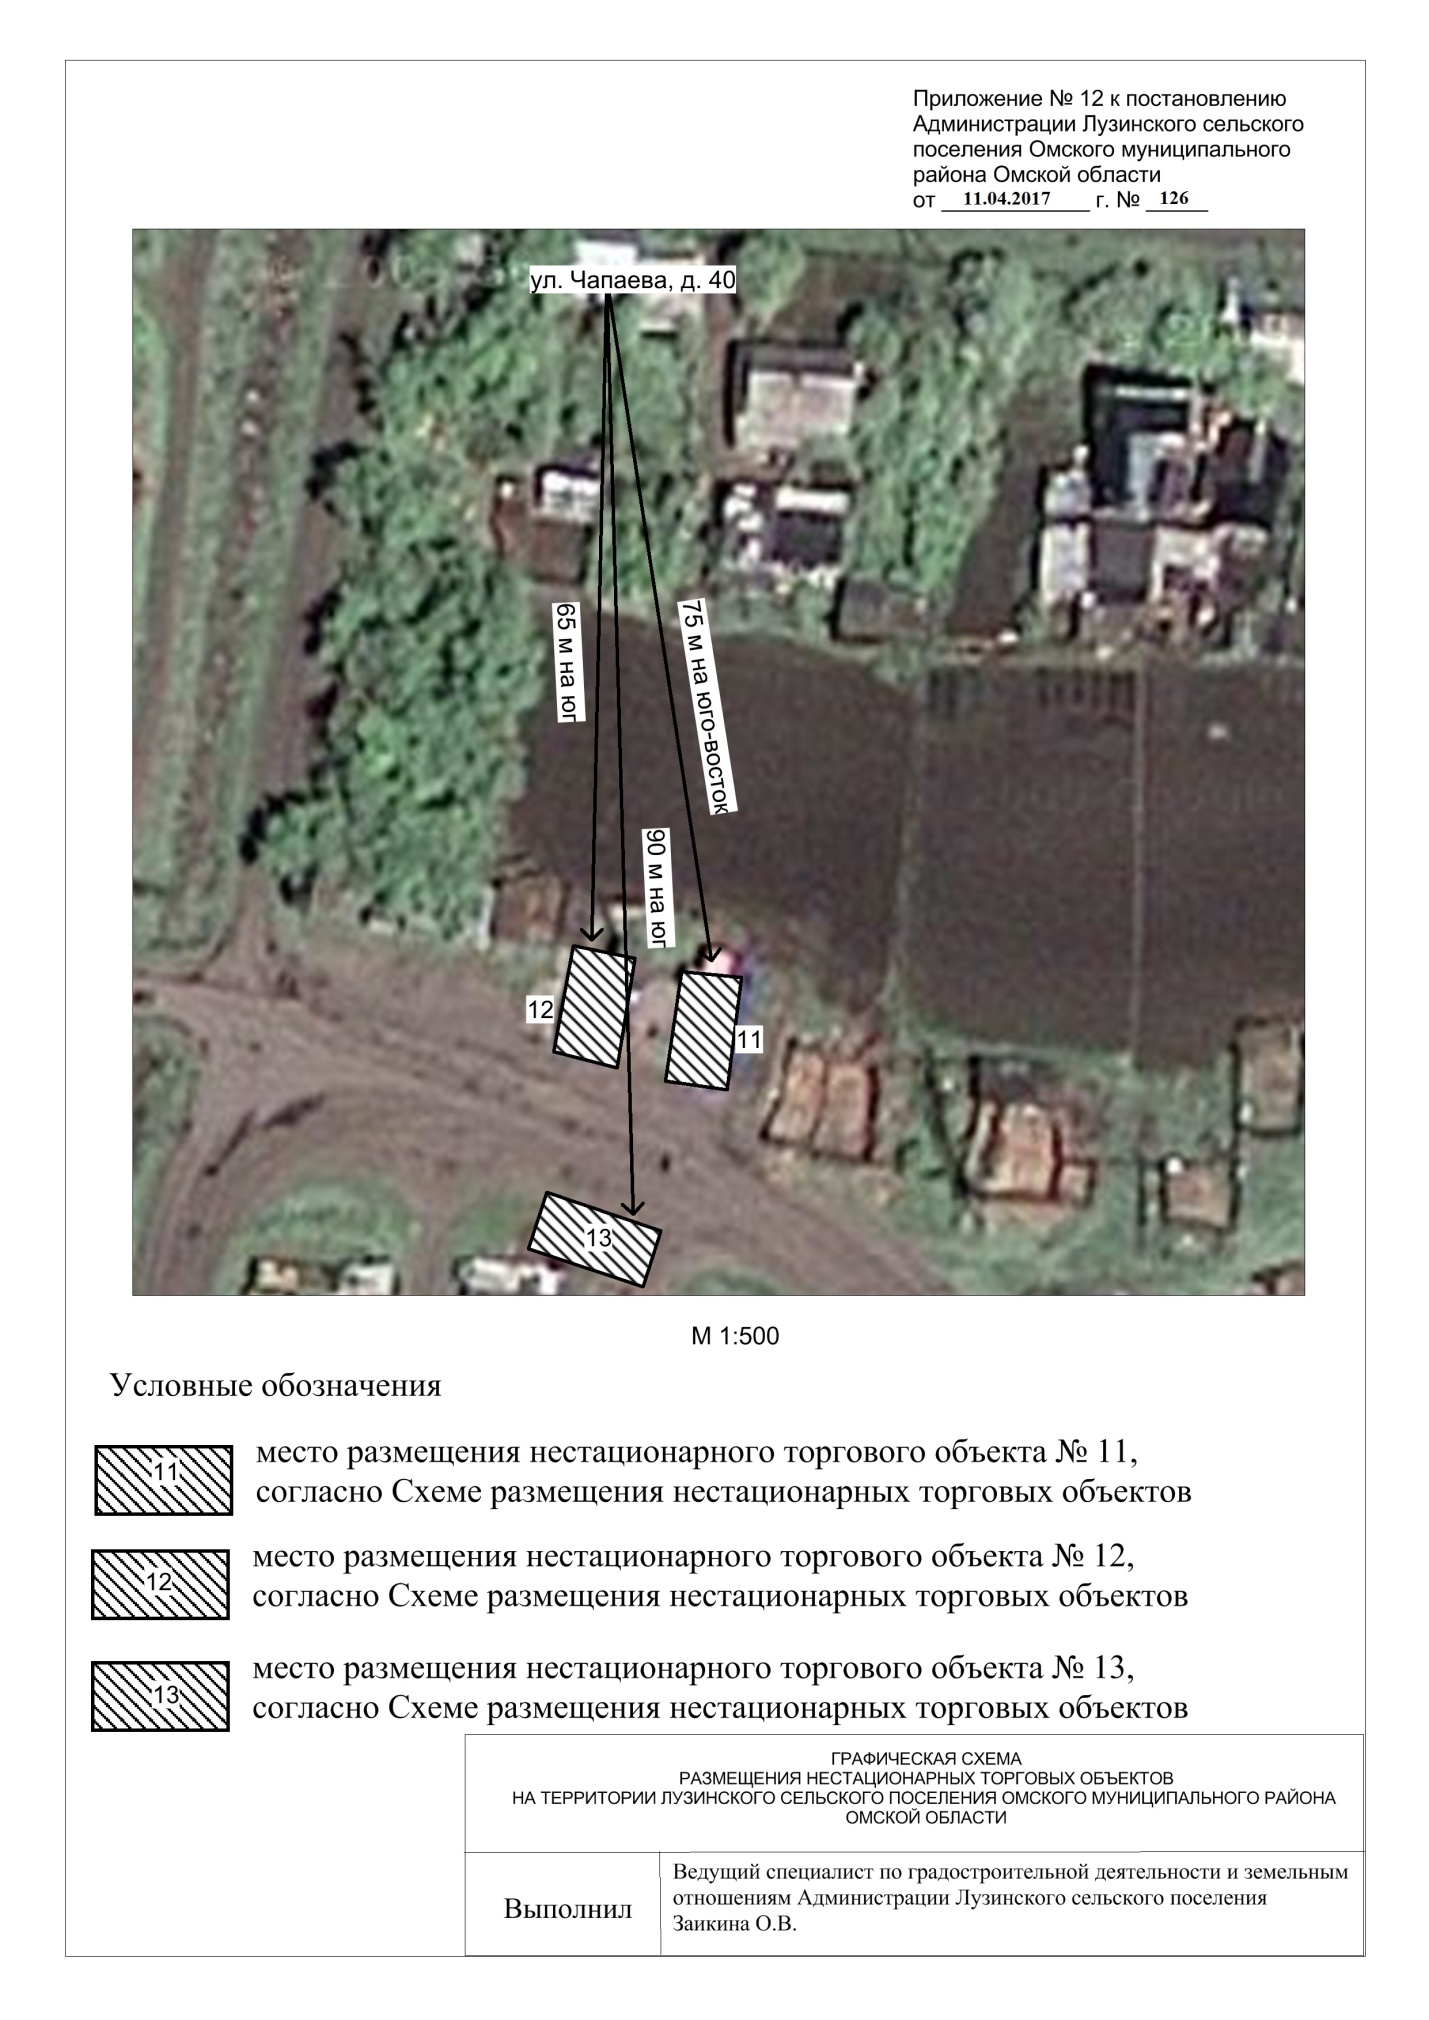 Приложение № 12 к постановлению
Администрации Лузинского сельского
поселения Омского муниципального
района Омской области
от 11.04.2017 г. № 126
ул. Чапаева, д. 40
65 м на юг
75 м на юго-восток
90 м на юг
12
11
13
М 1:500
Условные обозначения
11
место размещения нестационарного торгового объекта № 11,
согласно Схеме размещения нестационарных торговых объектов
12
место размещения нестационарного торгового объекта № 12,
согласно Схеме размещения нестационарных торговых объектов
13
место размещения нестационарного торгового объекта № 13,
согласно Схеме размещения нестационарных торговых объектов
ГРАФИЧЕСКАЯ СХЕМА
РАЗМЕЩЕНИЯ НЕСТАЦИОНАРНЫХ ТОРГОВЫХ ОБЪЕКТОВ
НА ТЕРРИТОРИИ ЛУЗИНСКОГО СЕЛЬСКОГО ПОСЕЛЕНИЯ ОМСКОГО МУНИЦИПАЛЬНОГО РАЙОНА
ОМСКОЙ ОБЛАСТИ
Выполнил
Ведущий специалист по градостроительной деятельности и земельным
отношениям Администрации Лузинского сельского поселения
Заикина О.В.